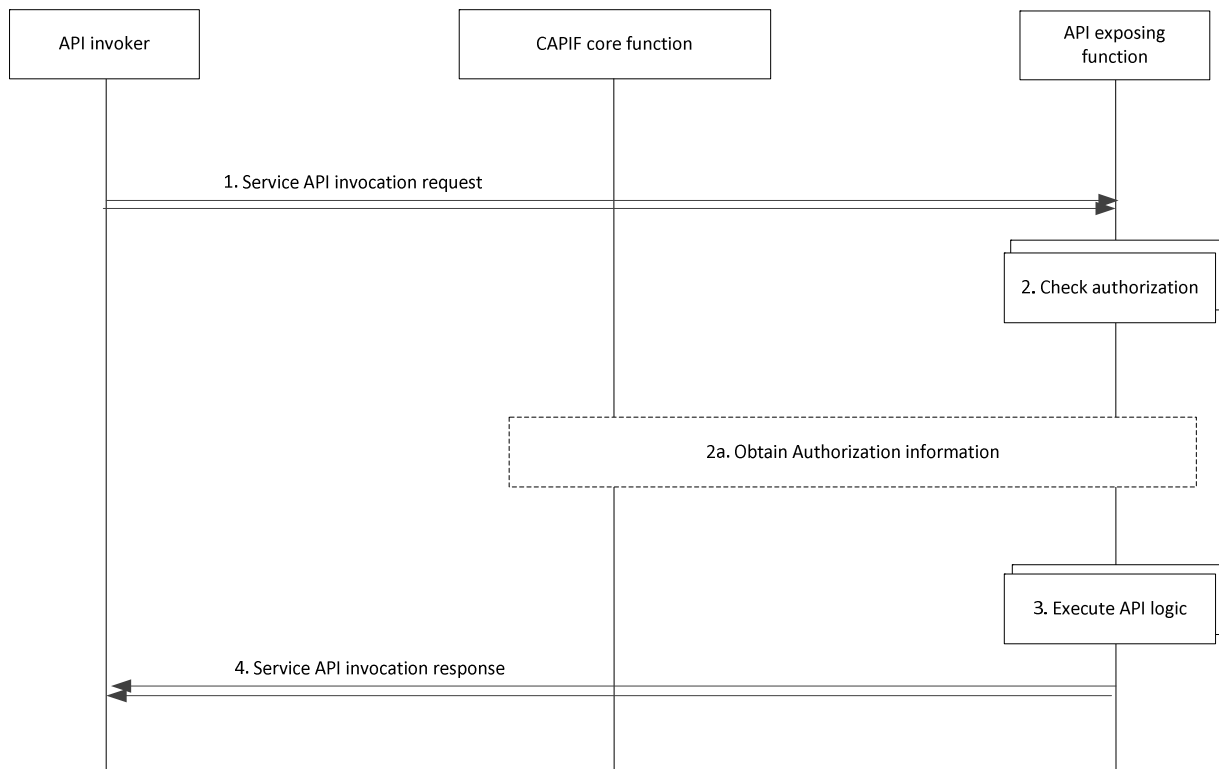 API invoker
CAPIF core function
API exposing
function
1. Service API invocation request
2. Check authorization
2a. Obtain Authorization information
3. Execute API logic
4. Service API invocation response